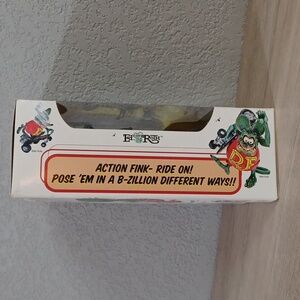 ACTION FINK- RIDE ON!
POSE 'EM IN A B-ZILLION DIFFERENT WAYS!!
R.F.